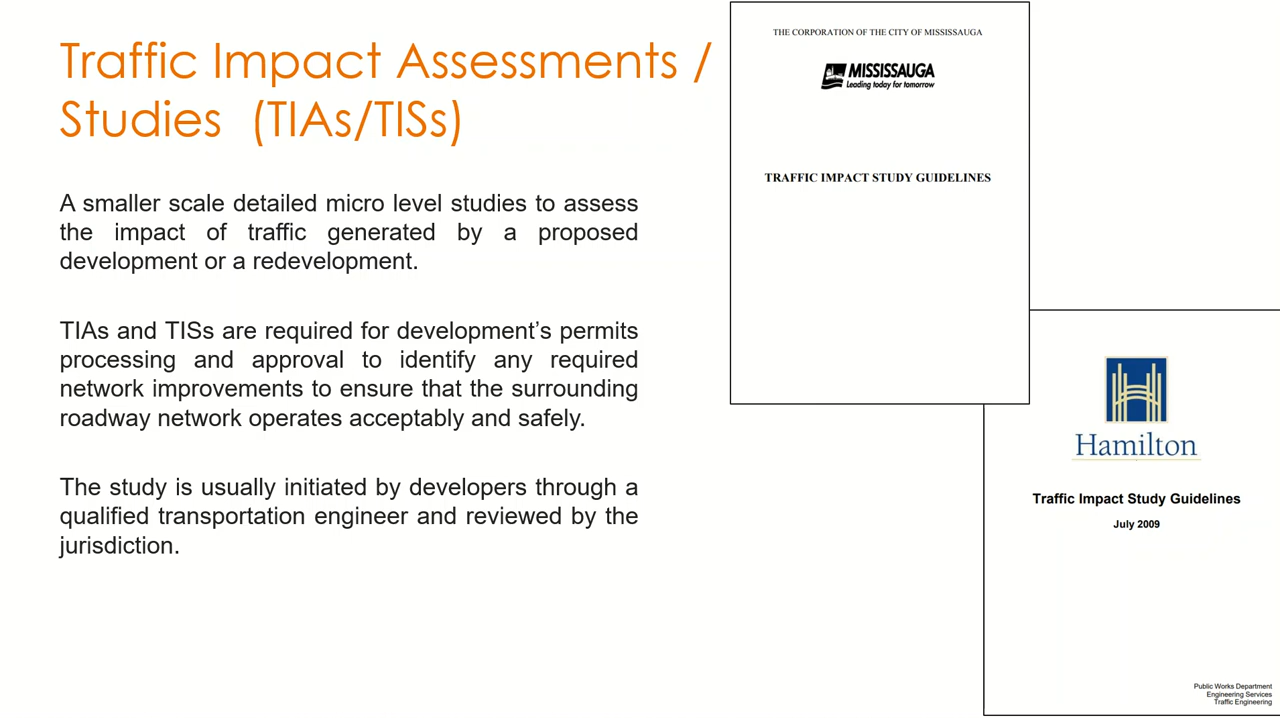 Traffic Impact Assessments /
Studies (TIAs/TISs)
A smaller scale detailed micro level studies to assess
the impact of traffic generated by a proposed
development or a redevelopment.
TIAs and TISs are required for development’s permits
processing and approval to identify any required
network improvements to ensure that the surrounding
roadway network operates acceptably and safely.
The study is usually initiated by developers through a
qualified transportation engineer and reviewed by the
jurisdiction.
THE CORPORATION OF THE CITY OF MISSISSAUGA
MISSISSAUGA
Leading today for tomorrow
TRAFFIC IMPACT STUDY GUIDELINES
Hamilton
Traffic Impact Study Guidelines
July 2009
Public Works Department
Engineering Services
Traffic Engineering